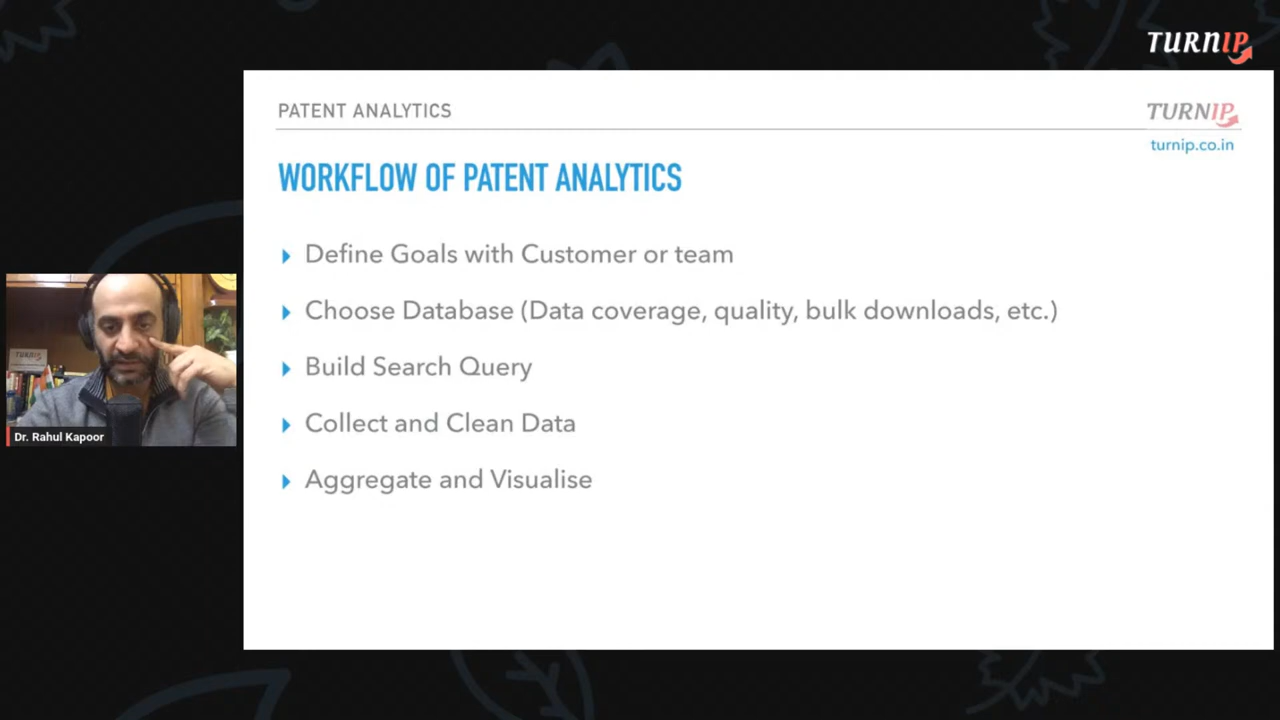 TURNIP
PATENT ANALYTICS
TURNIP
turnip.co.in
WORKFLOW OF PATENT ANALYTICS
Define Goals with Customer or team
Choose Database (Data coverage, quality, bulk downloads, etc.)
Build Search Query
Collect and Clean Data
Aggregate and Visualise
TURNIP
Dr. Rahul Kapoor